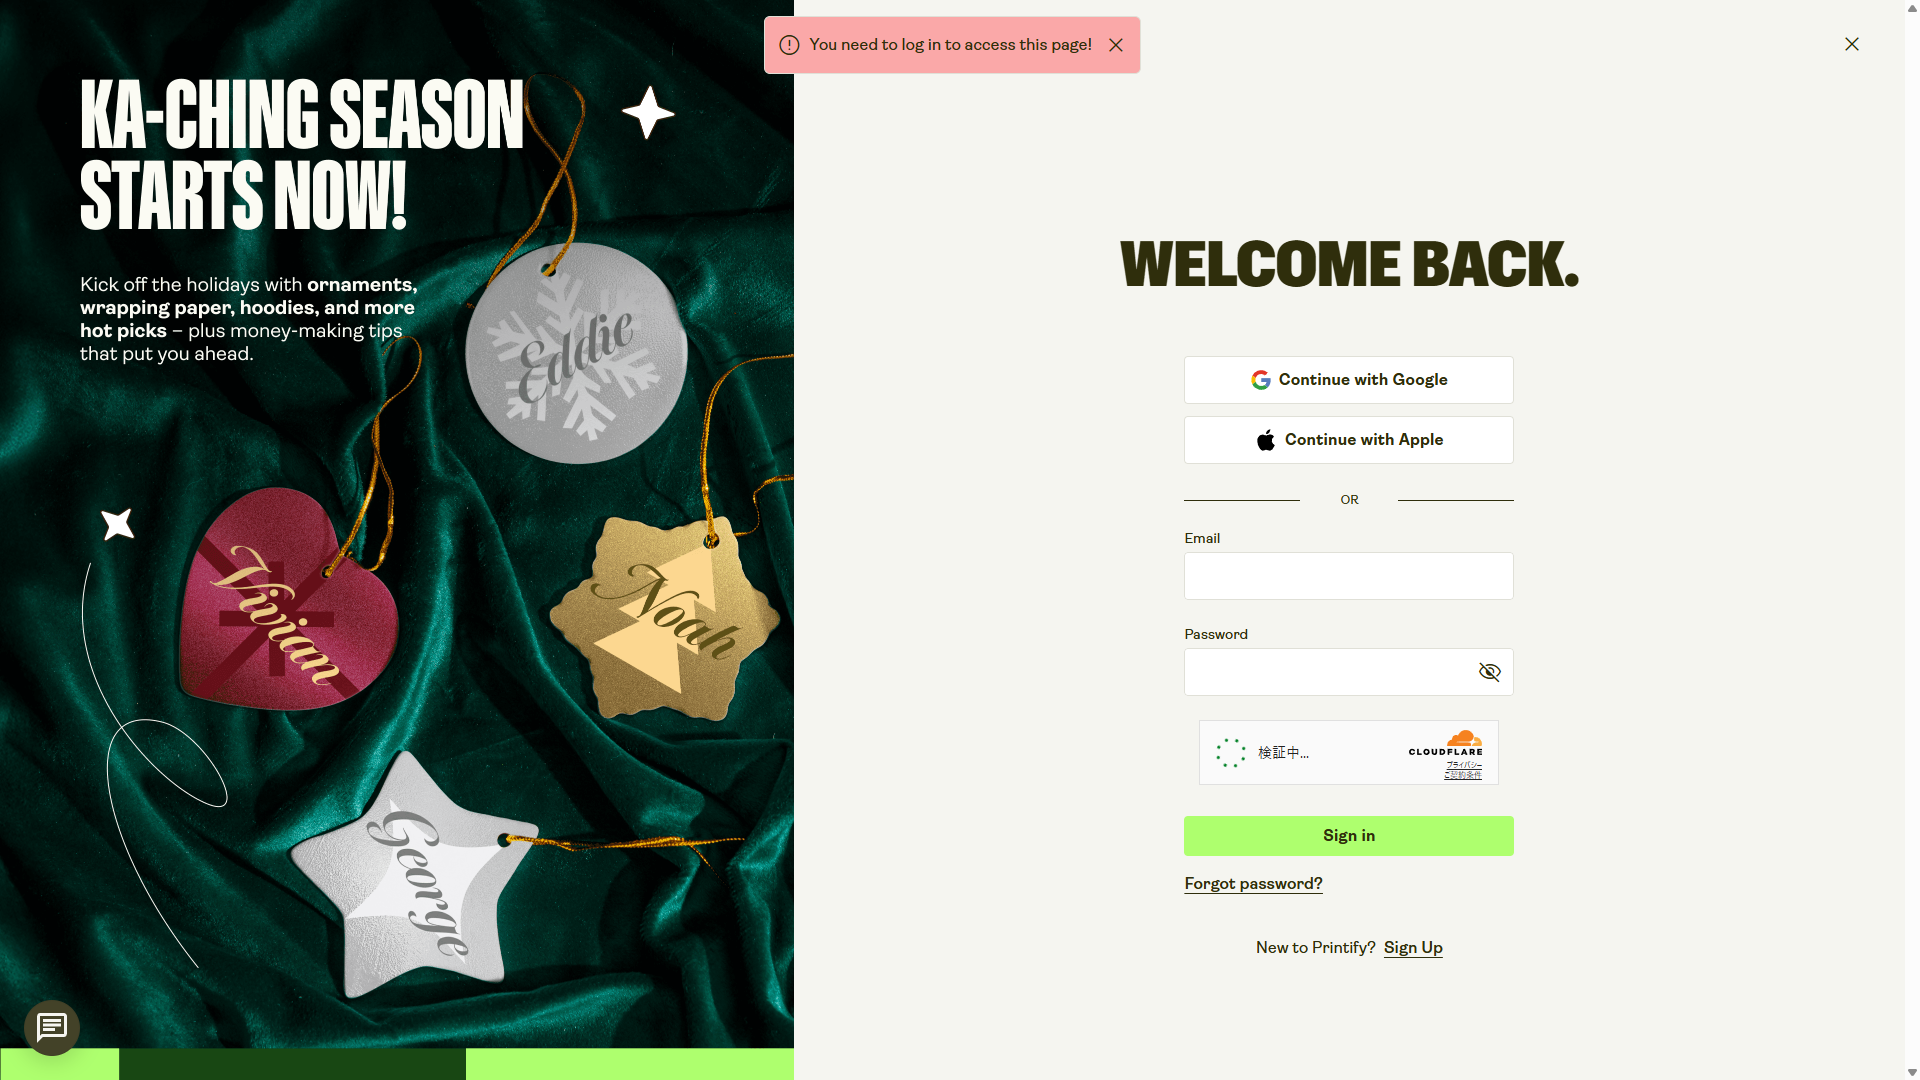 KA-CHING SEASON
STARTS NOW!
Kick off the holidays with ornaments,
wrapping paper, hoodies, and more
hot picks – plus money-making tips
that put you ahead.
Eddie
Vivian
Noah
George
You need to log in to access this page!
WELCOME BACK.
Continue with Google
Continue with Apple
OR
Email
Password
検証中...
CLOUDFLARE
プライバシー
ご契約条件
Sign in
Forgot password?
New to Printify? Sign Up